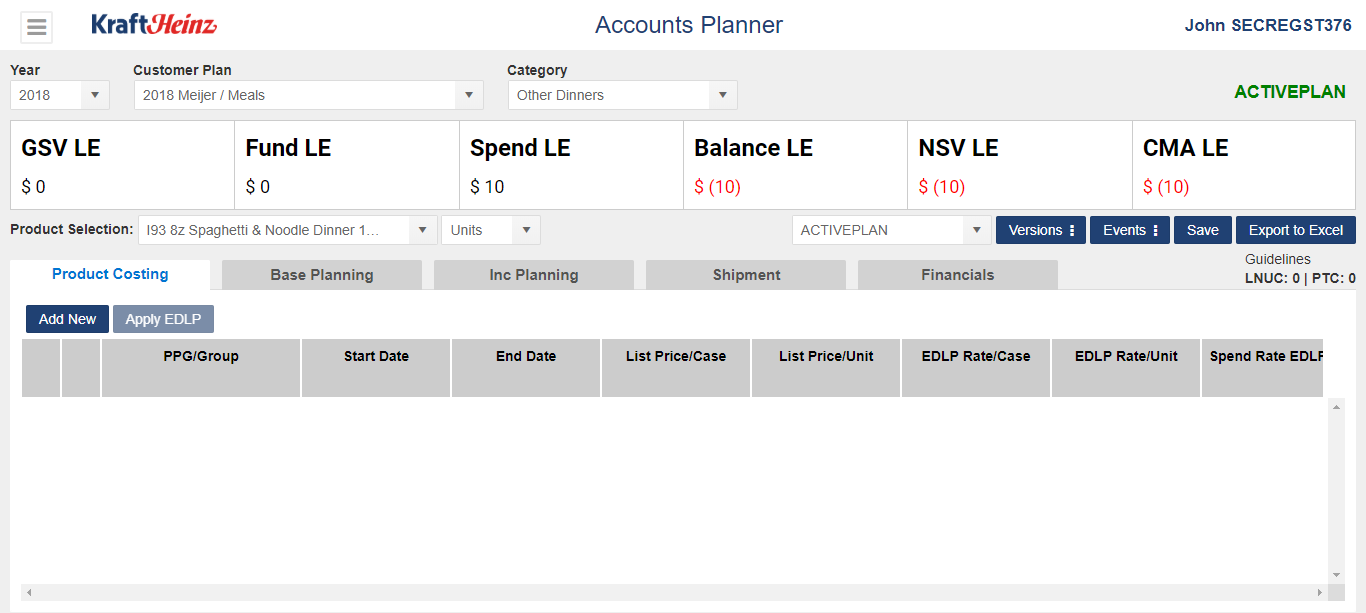 KraftHeinz
Accounts Planner
John SECREGST376
Year
Customer Plan
Category
2018
2018 Meijer / Meals
Other Dinners
ACTIVEPLAN
GSV LE
Fund LE
Spend LE
Balance LE
NSV LE
CMA LE
$ 0
$ 0
$ 10
$ (10)
$ (10)
$ (10)
Product Selection:
I93 8z Spaghetti & Noodle Dinner 1...
Units
ACTIVEPLAN
Versions
Events
Save
Export to Excel
Product Costing
Base Planning
Inc Planning
Shipment
Financials
Guidelines
LNUC: 0 | PTC: 0
Add New
Apply EDLP
PPG/Group
Start Date
End Date
List Price/Case
List Price/Unit
EDLP Rate/Case
EDLP Rate/Unit
Spend Rate EDLP